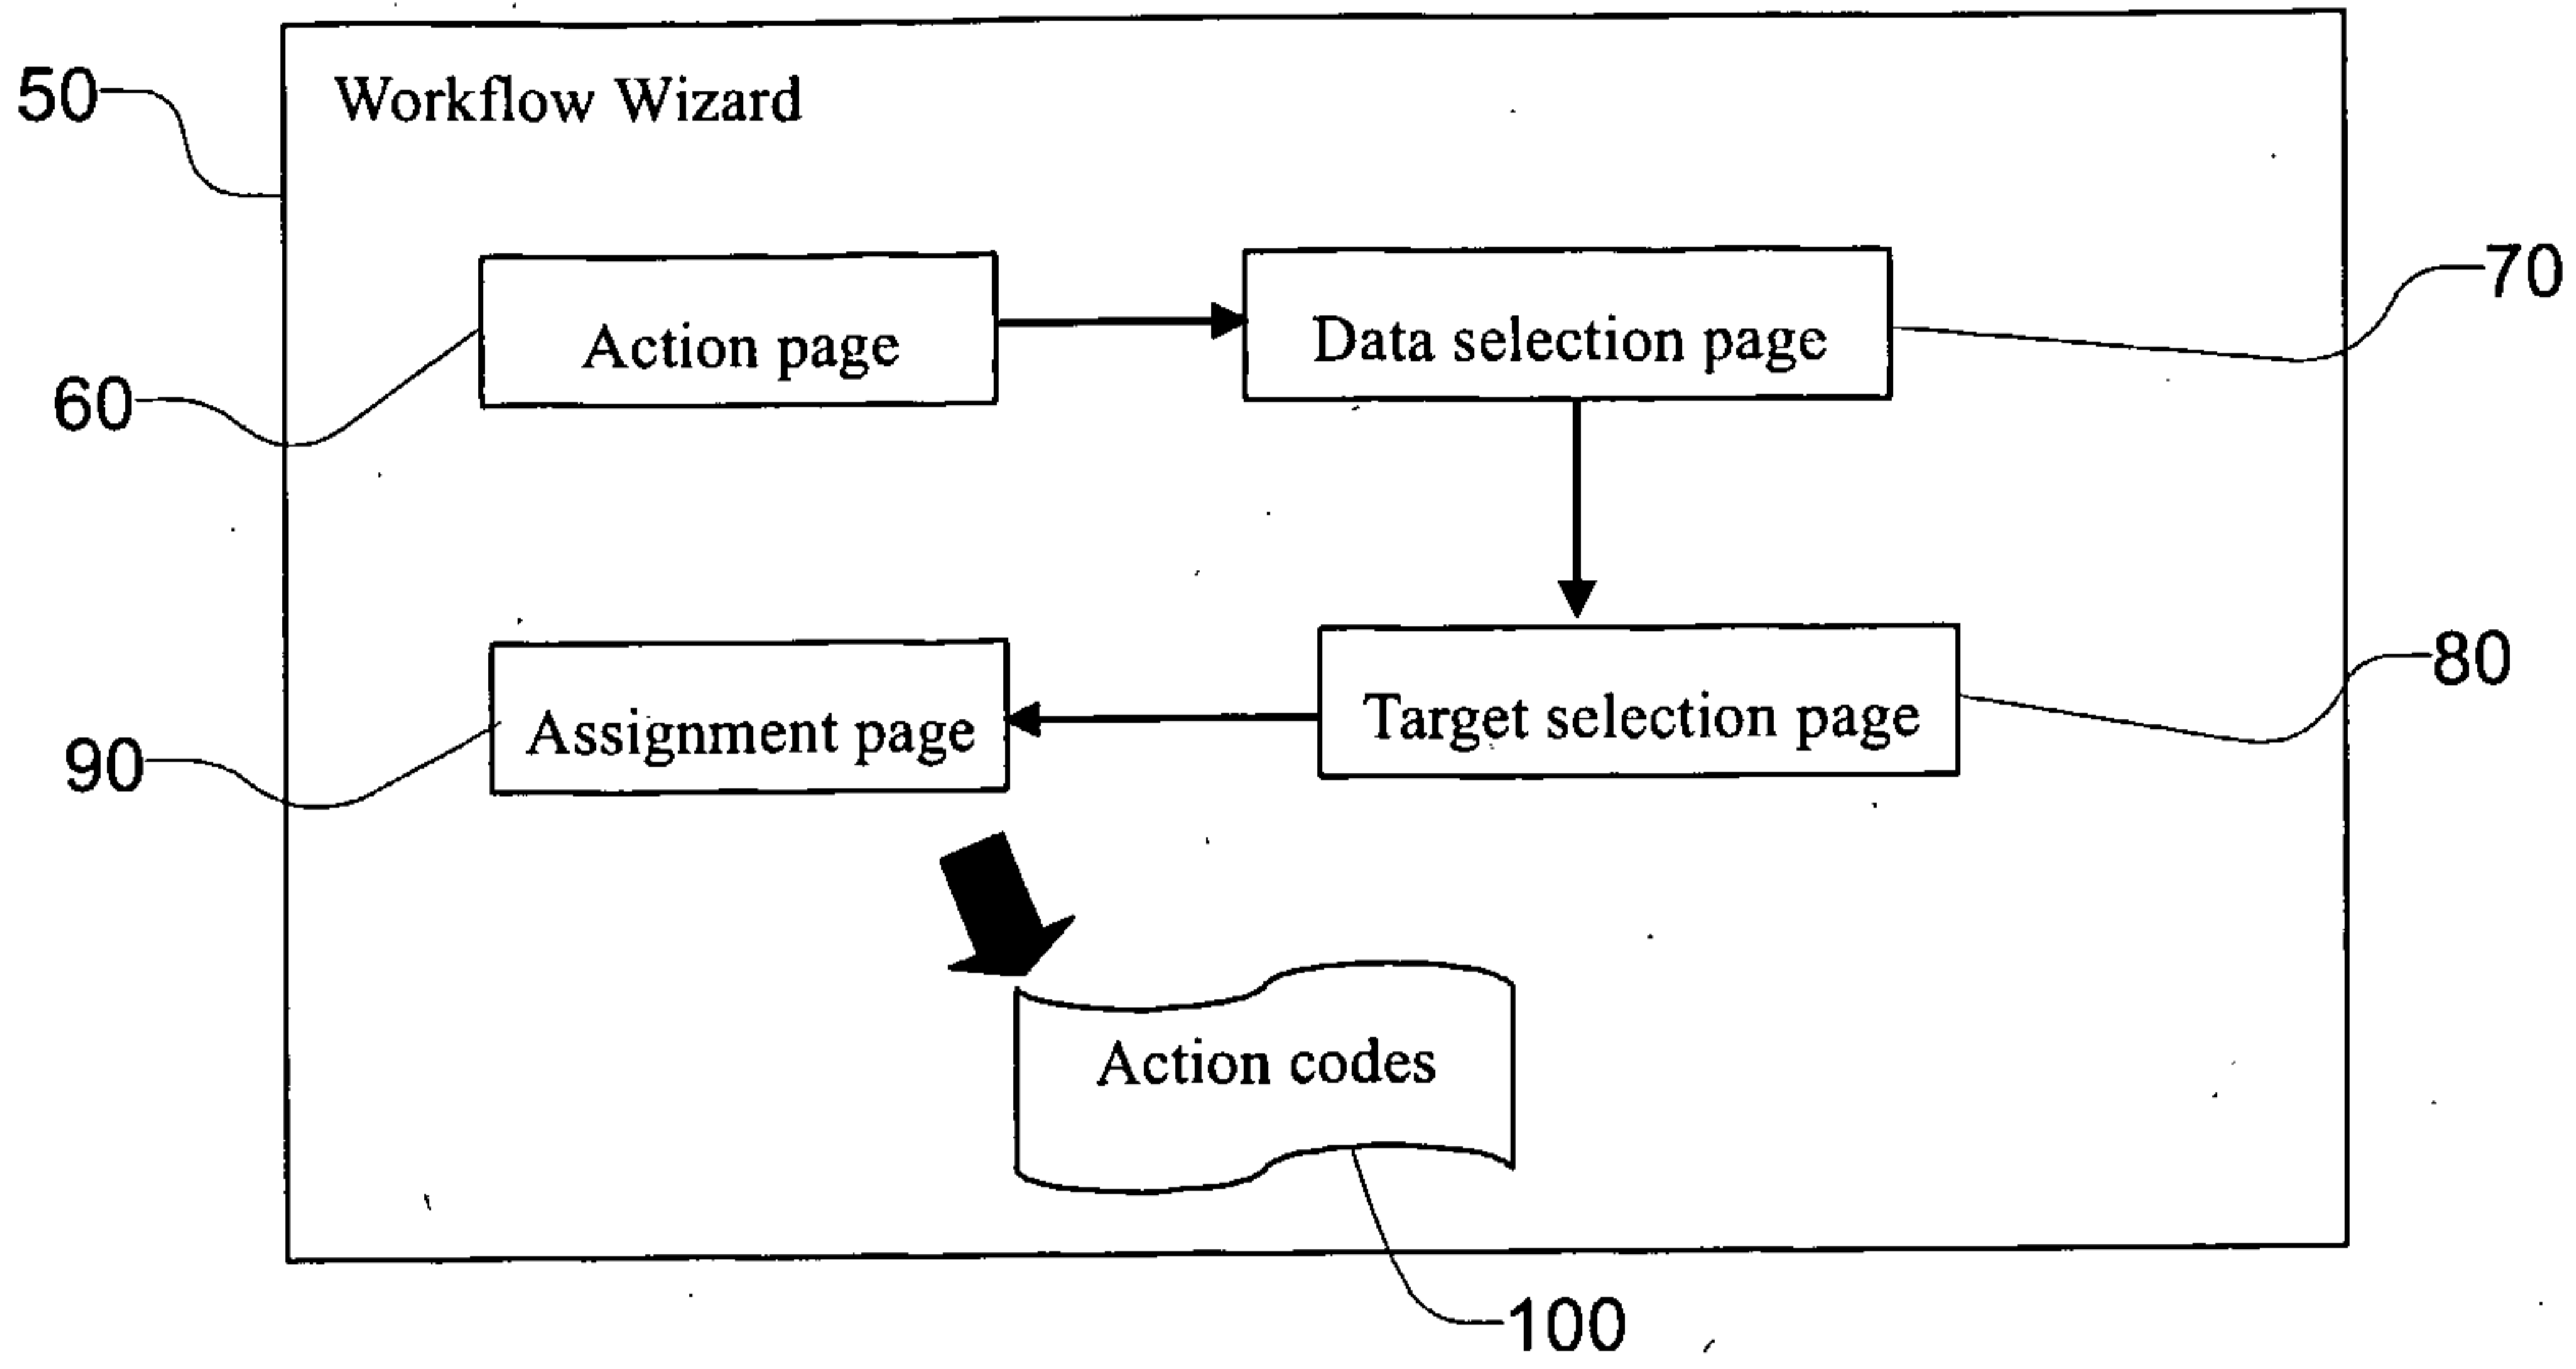 50
Workflow Wizard
70
Action page
Data selection page
60
80
Assignment page
Target selection page
90
Action codes
100